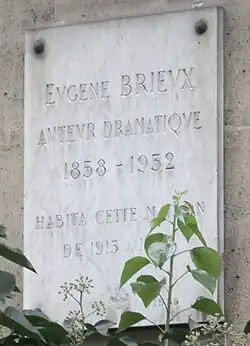 EVGENE BRIEVX
AVTEVR DRAMATIQVE
1858 - 1932
HABITA CETTE
DE 1913 A